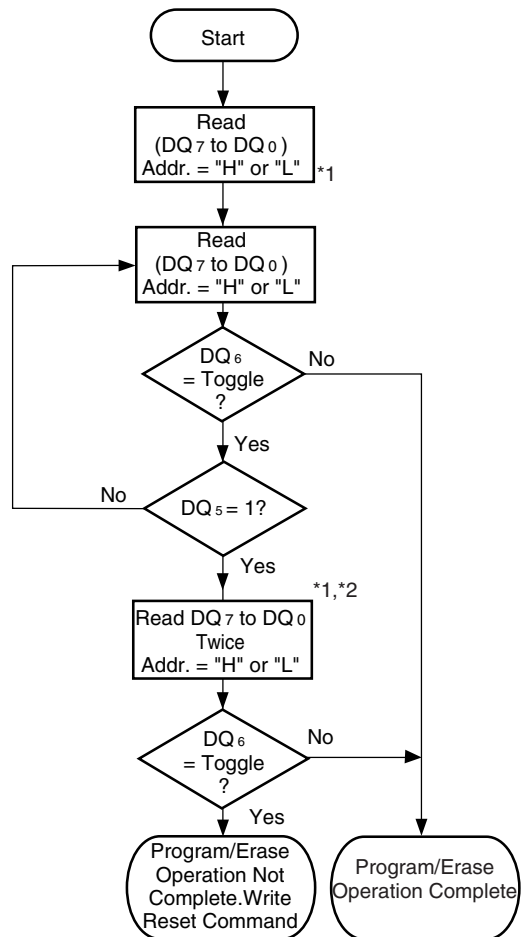 Start
Read
(DQ7 to DQ0)
Addr. = "H" or "L"
*1
Read
(DQ7 to DQ0)
Addr. = "H" or "L"
DQ6
= Toggle
?
No
Yes
DQ5 = 1?
No
Yes
*1,*2
Read DQ7 to DQ0
Twice
Addr. = "H" or "L"
DQ6
= Toggle
?
No
Yes
Program/Erase
Operation Not
Complete.Write
Reset Command
Program/Erase
Operation Complete